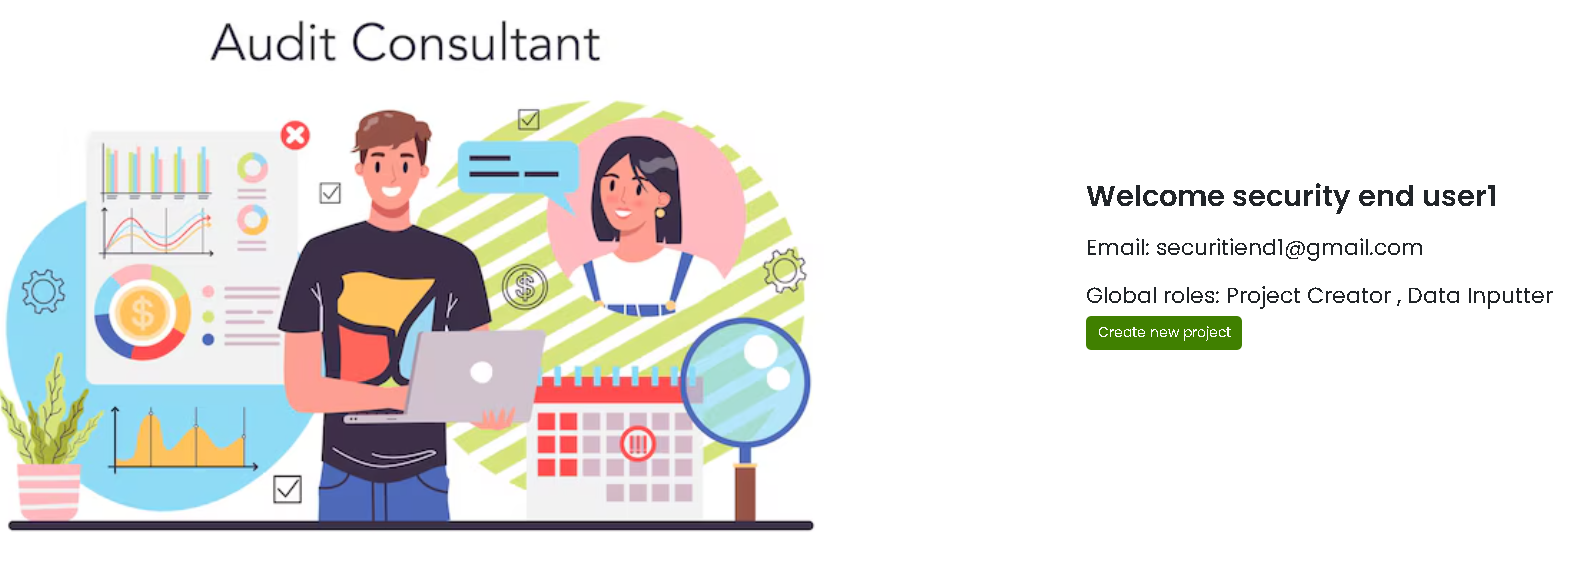 Audit Consultant
Welcome security end user1
Email: securitiend1@gmail.com
Global roles: Project Creator , Data Inputter
Create new project